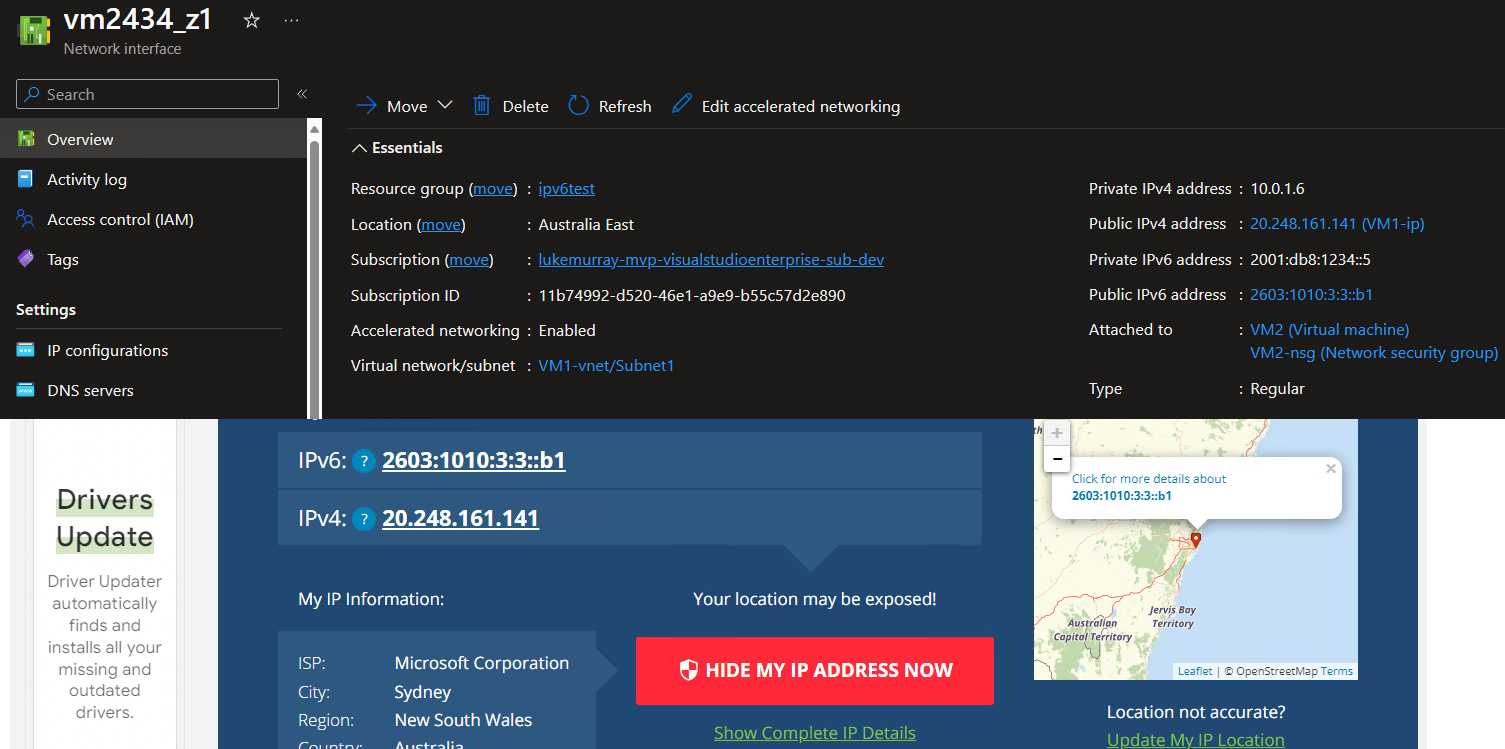 vm2434_z1
Network interface
Search
Move
Delete
Refresh
Edit accelerated networking
Overview
Activity log
Access control (IAM)
Tags
Settings
IP configurations
DNS servers
Essentials
Resource group (move) : ipv6test
Location (move) : Australia East
Subscription (move) : lukemurray-mvp-visualstudioenterprise-sub-dev
Subscription ID : 11b74992-d520-46e1-a9e9-b55c57d2e890
Accelerated networking : Enabled
Virtual network/subnet : VM1-vnet/Subnet1
Private IPv4 address : 10.0.1.6
Public IPv4 address : 20.248.161.141 (VM1-ip)
Private IPv6 address : 2001:db8:1234::5
Public IPv6 address : 2603:1010:3:3::b1
Attached to : VM2 (Virtual machine)
VM2-nsg (Network security group)
Type : Regular
Drivers
Update
Driver Updater
automatically
finds and
installs all your
missing and
outdated
drivers.
IPv6: ? 2603:1010:3:3::b1
IPv4: ? 20.248.161.141
My IP Information:
ISP: Microsoft Corporation
City: Sydney
Region: New South Wales
Country: Australia
Your location may be exposed!
HIDE MY IP ADDRESS NOW
Show Complete IP Details
Click for more details about
2603:1010:3:3::b1
Jervis Bay
Territory
Australian
Capital Territory
Leaflet | © OpenStreetMap Terms
Location not accurate?
Update My IP Location